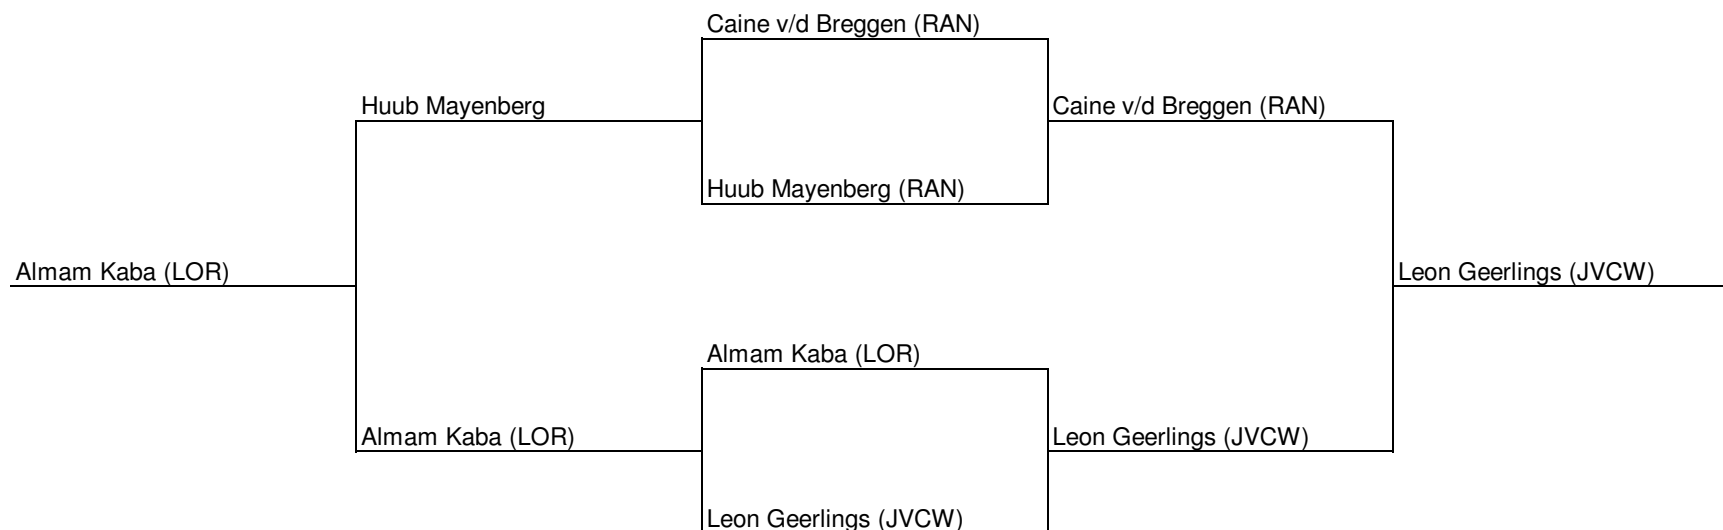 Caine v/d Breggen (RAN)
Huub Mayenberg
Caine v/d Breggen (RAN)
Huub Mayenberg (RAN)
Almam Kaba (LOR)
Leon Geerlings (JVCW)
Almam Kaba (LOR)
Almam Kaba (LOR)
Leon Geerlings (JVCW)
Leon Geerlings (JVCW)